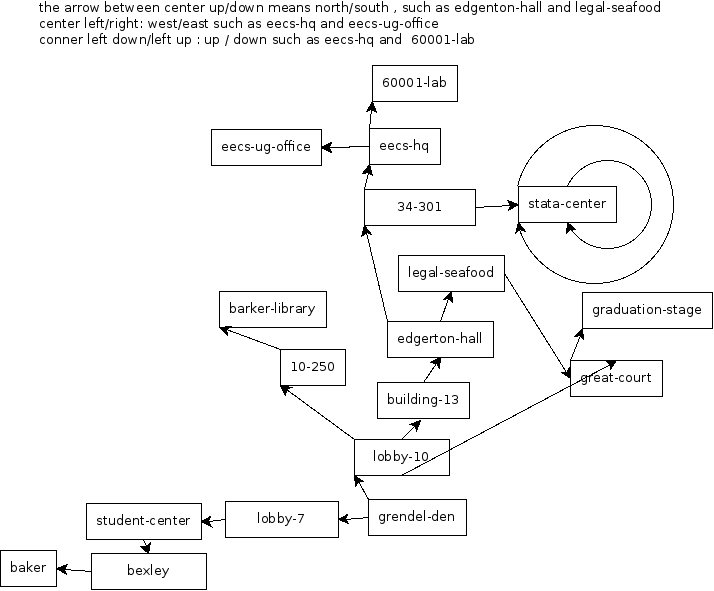 the arrow between center up/down means north/south , such as edgenton-hall and legal-seafood
center left/right: west/east such as eecs-hq and eecs-ug-office
conner left down/left up : up / down such as eecs-hq and 60001-lab
60001-lab
eecs-ug-office
eecs-hq
34-301
stata-center
legal-seafood
barker-library
graduation-stage
edgerton-hall
10-250
great-court
building-13
lobby-10
student-center
lobby-7
grendel-den
baker
bexley